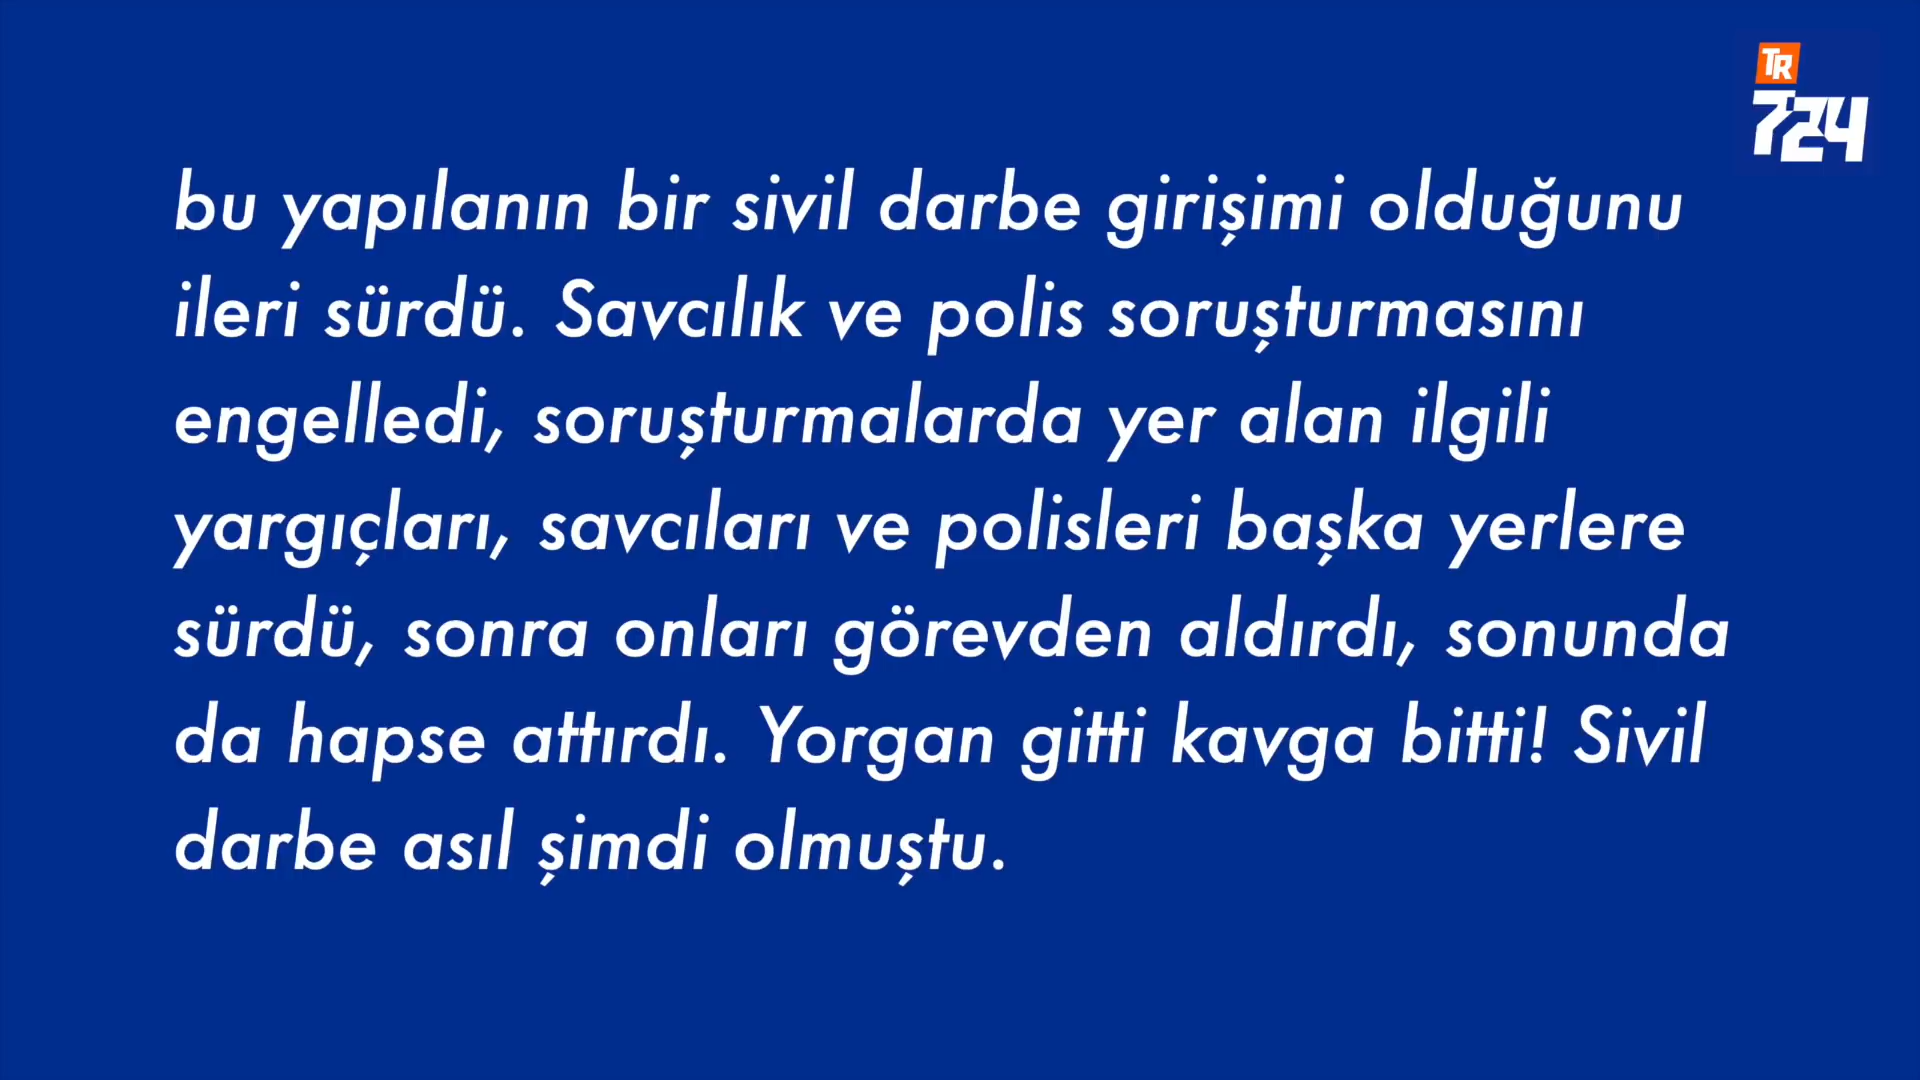 TR
724
bu yapılanın bir sivil darbe girişimi olduğunu
ileri sürdü. Savcılık ve polis soruşturmasını
engelledi, soruşturmalarda yer alan ilgili
yargıçları, savcıları ve polisleri başka yerlere
sürdü, sonra onları görevden aldırdı, sonunda
da hapse attırdı. Yorgan gitti kavga bitti! Sivil
darbe asıl şimdi olmuştu.